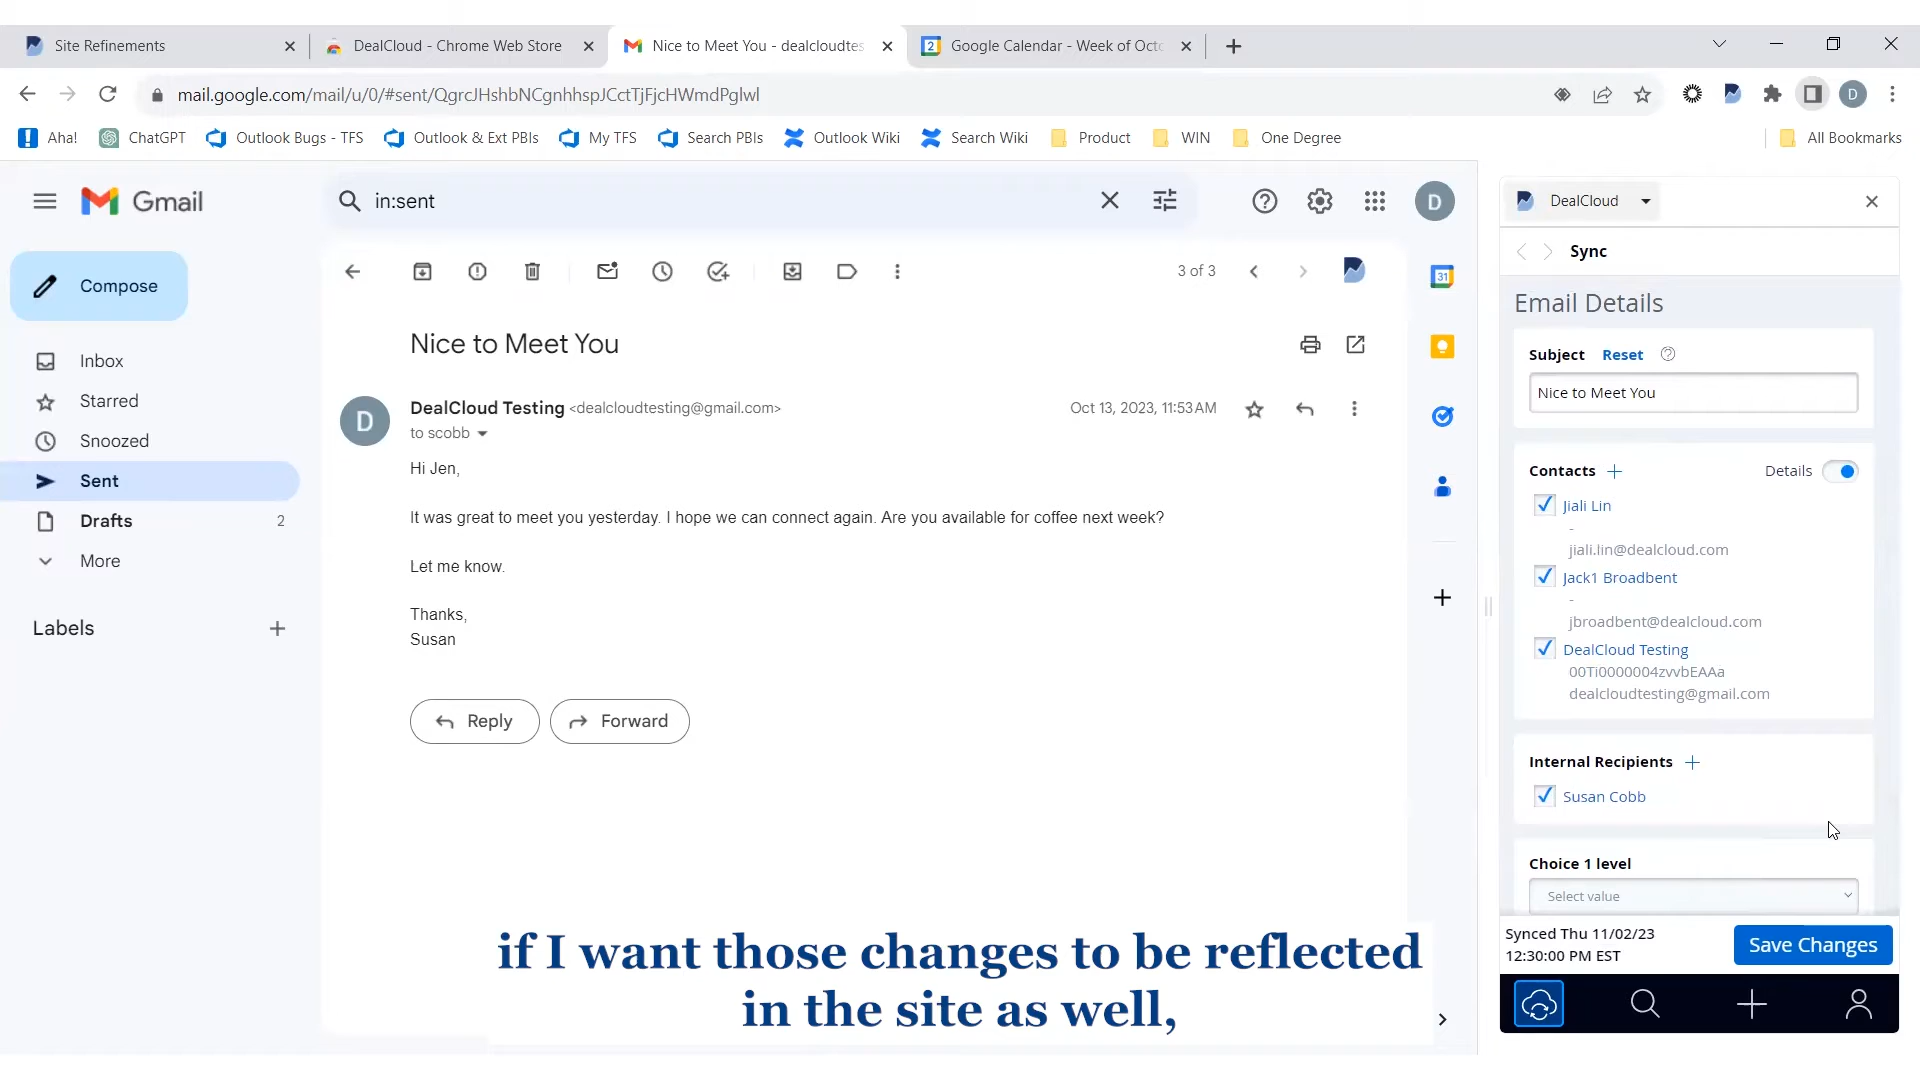 Site Refinements
DealCloud - Chrome Web Store
Nice to Meet You - dealcloudtes
2
Google Calendar - Week of Octo
mail.google.com/mail/u/0/#sent/QgrcJHshbNCgnhhspJCctTjFjcHWmdPglwl
D
Aha!
ChatGPT
Outlook Bugs - TFS
Outlook & Ext PBIs
My TFS
Search PBIs
Outlook Wiki
Search Wiki
Product
WIN
One Degree
All Bookmarks
Gmail
in:sent
D
Compose
Inbox
Starred
Snoozed
Sent
Drafts 2
More
Labels
3 of 3
31
Nice to Meet You
D
DealCloud Testing <dealcloudtesting@gmail.com>
Oct 13, 2023, 11:53 AM
to scobb
Hi Jen,
It was great to meet you yesterday. I hope we can connect again. Are you available for coffee next week?
Let me know.
Thanks,
Susan
Reply
Forward
if I want those changes to be reflected
in the site as well,
DealCloud
Sync
Email Details
Subject Reset
Nice to Meet You
Contacts
Details
Jiali Lin
-
jiali.lin@dealcloud.com
Jack1 Broadbent
-
jbroadbent@dealcloud.com
DealCloud Testing
00Ti0000004zvvbEAAa
dealcloudtesting@gmail.com
Internal Recipients
Susan Cobb
Choice 1 level
Select value
Synced Thu 11/02/23
12:30:00 PM EST
Save Changes